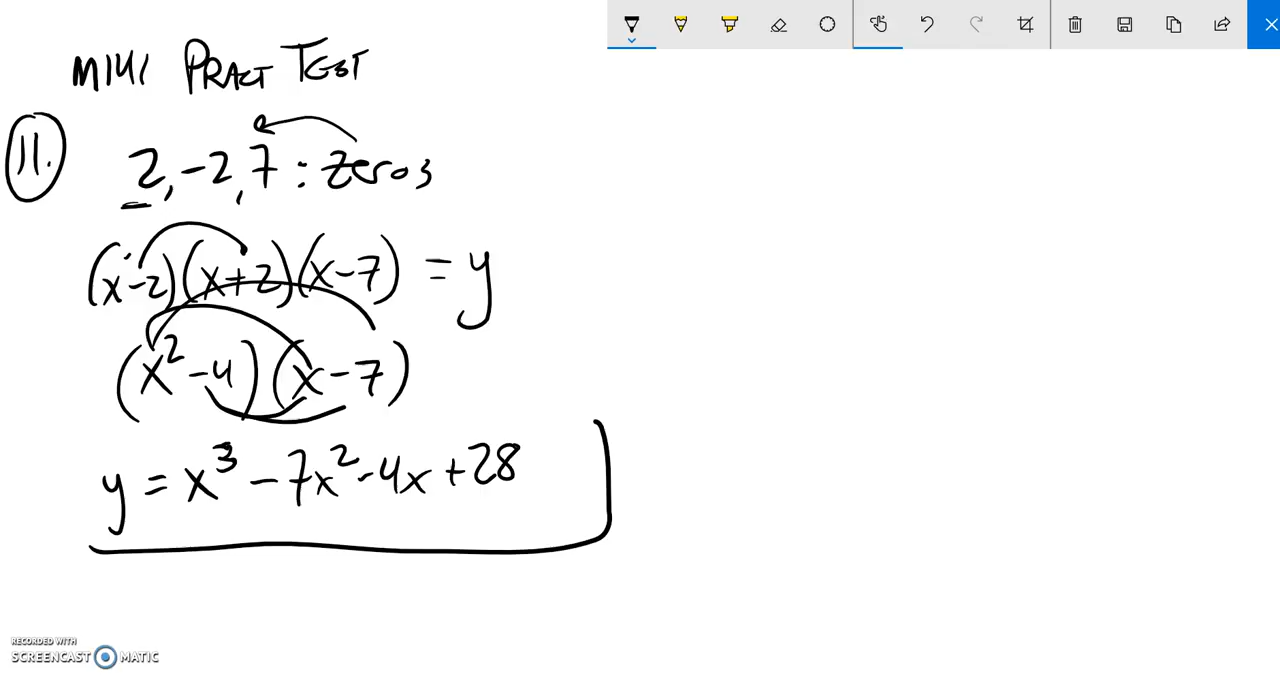 M141 PRACT TEST
11.
2, -2, 7 : zeros
(x-2)(x+2)(x-7) = y
(x² -4)(x-7)
y = x³ - 7x² - 4x + 28
RECORDED WITH
SCREENCAST MATIC